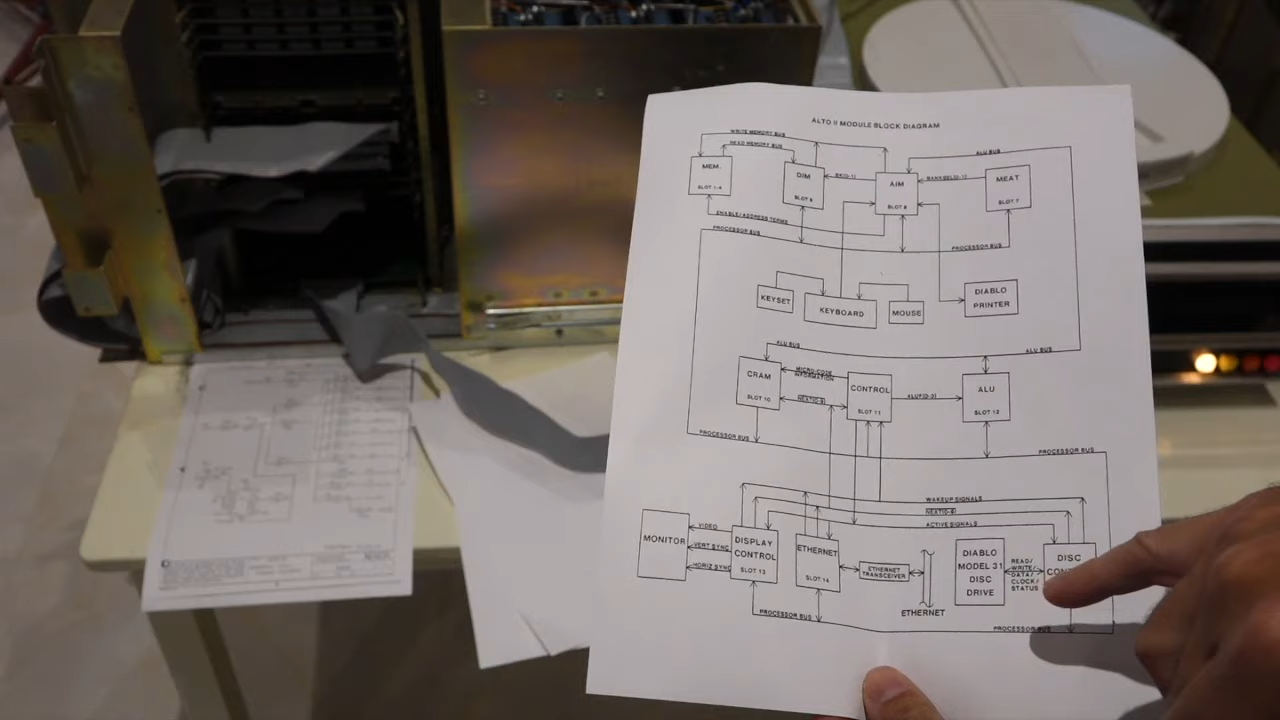 ALTO II MODULE BLOCK DIAGRAM
WRITE MEMORY BUS
READ MEMORY BUS
ALU BUS
MEM.
SLOT 1-4
DIM
AIM
SLOT 8
MEAT
SLOT 7
ENABLE/ADDRESS TERMS
PROCESSOR BUS
PROCESSOR BUS
KEYSET
KEYBOARD
MOUSE
DIABLO
PRINTER
ALU BUS
ALU BUS
CRAM
SLOT 10
MICRO-CODE
INFORMATION
CONTROL
SLOT 11
ALU
SLOT 12
PROCESSOR BUS
PROCESSOR BUS
WAKEUP SIGNALS
ACTIVE SIGNALS
MONITOR
VIDEO
VERT SYNC
HORIZ SYNC
DISPLAY
CONTROL
SLOT 13
ETHERNET
SLOT 14
ETHERNET
TRANSCEIVER
ETHERNET
DIABLO
MODEL 31
DISC
DRIVE
READ/
WRITE/
DATA/
CLOCK/
STATUS
DISC
PROCESSOR BUS
PROCESSOR BUS